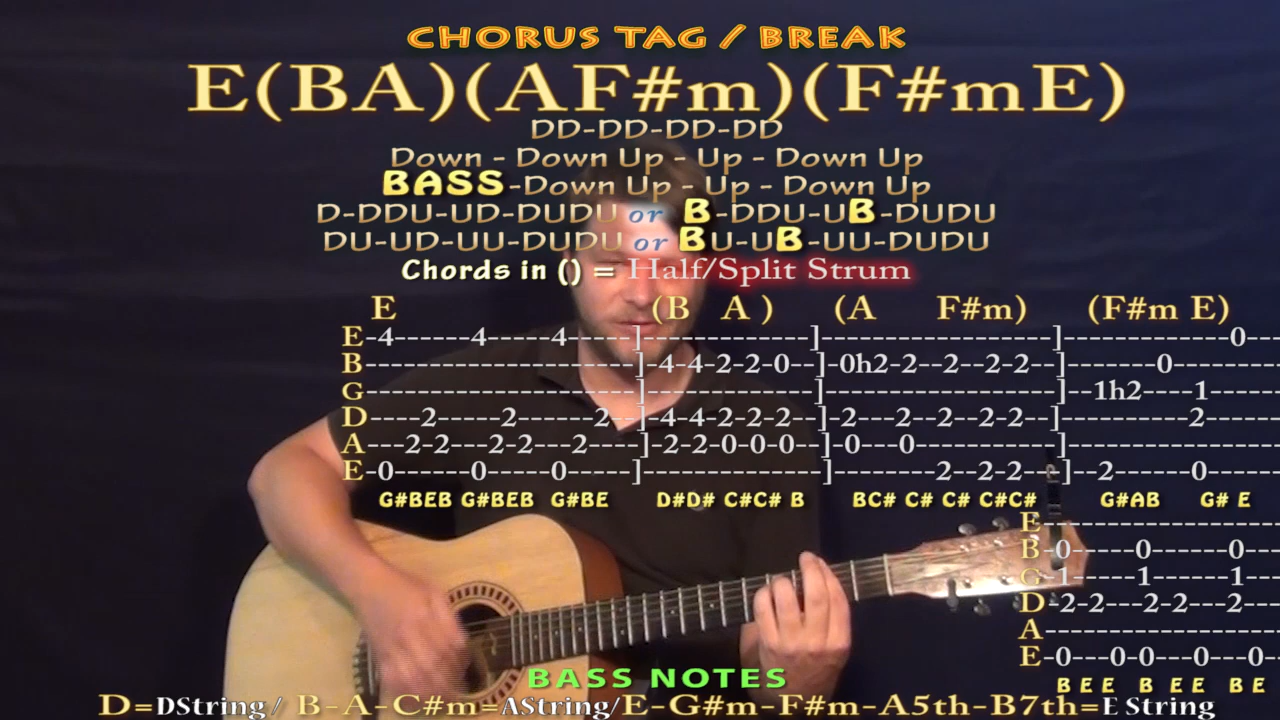 CHORUS TAG / BREAK
E(BA)(AF#m)(F#mE)
DD-DD-DD-DD
Down - Down Up - Up - Down Up
BASS-Down Up - Up - Down Up
D-DDU-UD-DUDU or B-DDU-UB-DUDU
DU-UD-UU-DUDU or BU-UB-UU-DUDU
Chords in () = Half/Split Strum
E (B A ) (A F#m) (F#m E)
E-4------4-----4-----]-------------]------------------]-------------0---
B----------------------]-4-4-2-2-0--]-0h2-2--2--2-2--]--------0--------
G----------------------]-------------]------------------]--1h2----1------
D----2-----2------2--]-4-4-2-2-2--]-2---2--2--2-2---]----------2------
A---2-2---2-2---2---]-2-2-0-0-0--]-0---0-----------]-----------------
E-0------0-----0-----]-------------]---------2--2-2---]--2------0------
G#BEB G#BEB G#BE D#D# C#C# B BC# C# C# C#C# G#AB G# E
E-----------------
B-0-----0------0---
G-1-----1------1---
D-2-2---2-2---2---
A-----------------
E-0---0-0----0--
B E E B E E B E
BASS NOTES
D=DString/ B-A-C#m=AString/E-G#m-F#m-A5th-B7th=E String